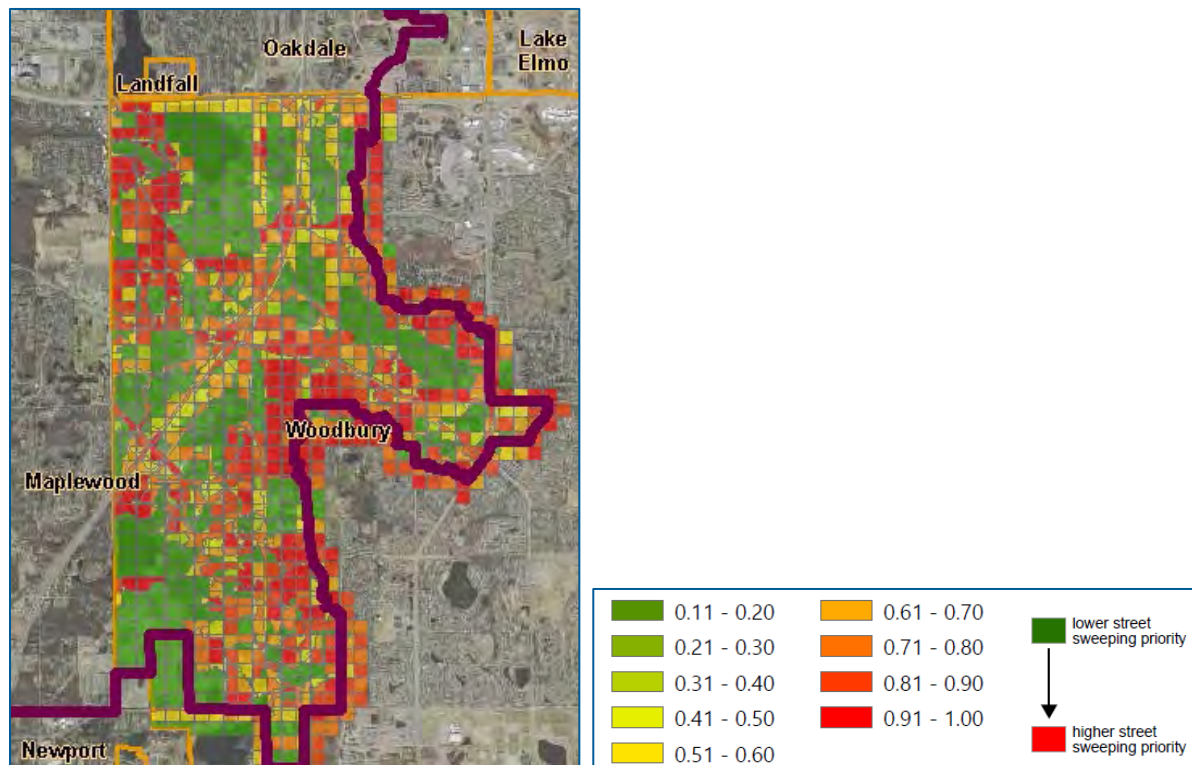 Oakdale
Lake
Elmo
Landfall
Woodbury
Maplewood
Newport
0.11 - 0.20
0.21 - 0.30
0.31 - 0.40
0.41 - 0.50
0.51 - 0.60
0.61 - 0.70
0.71 - 0.80
0.81 - 0.90
0.91 - 1.00
lower street
sweeping priority
higher street
sweeping priority